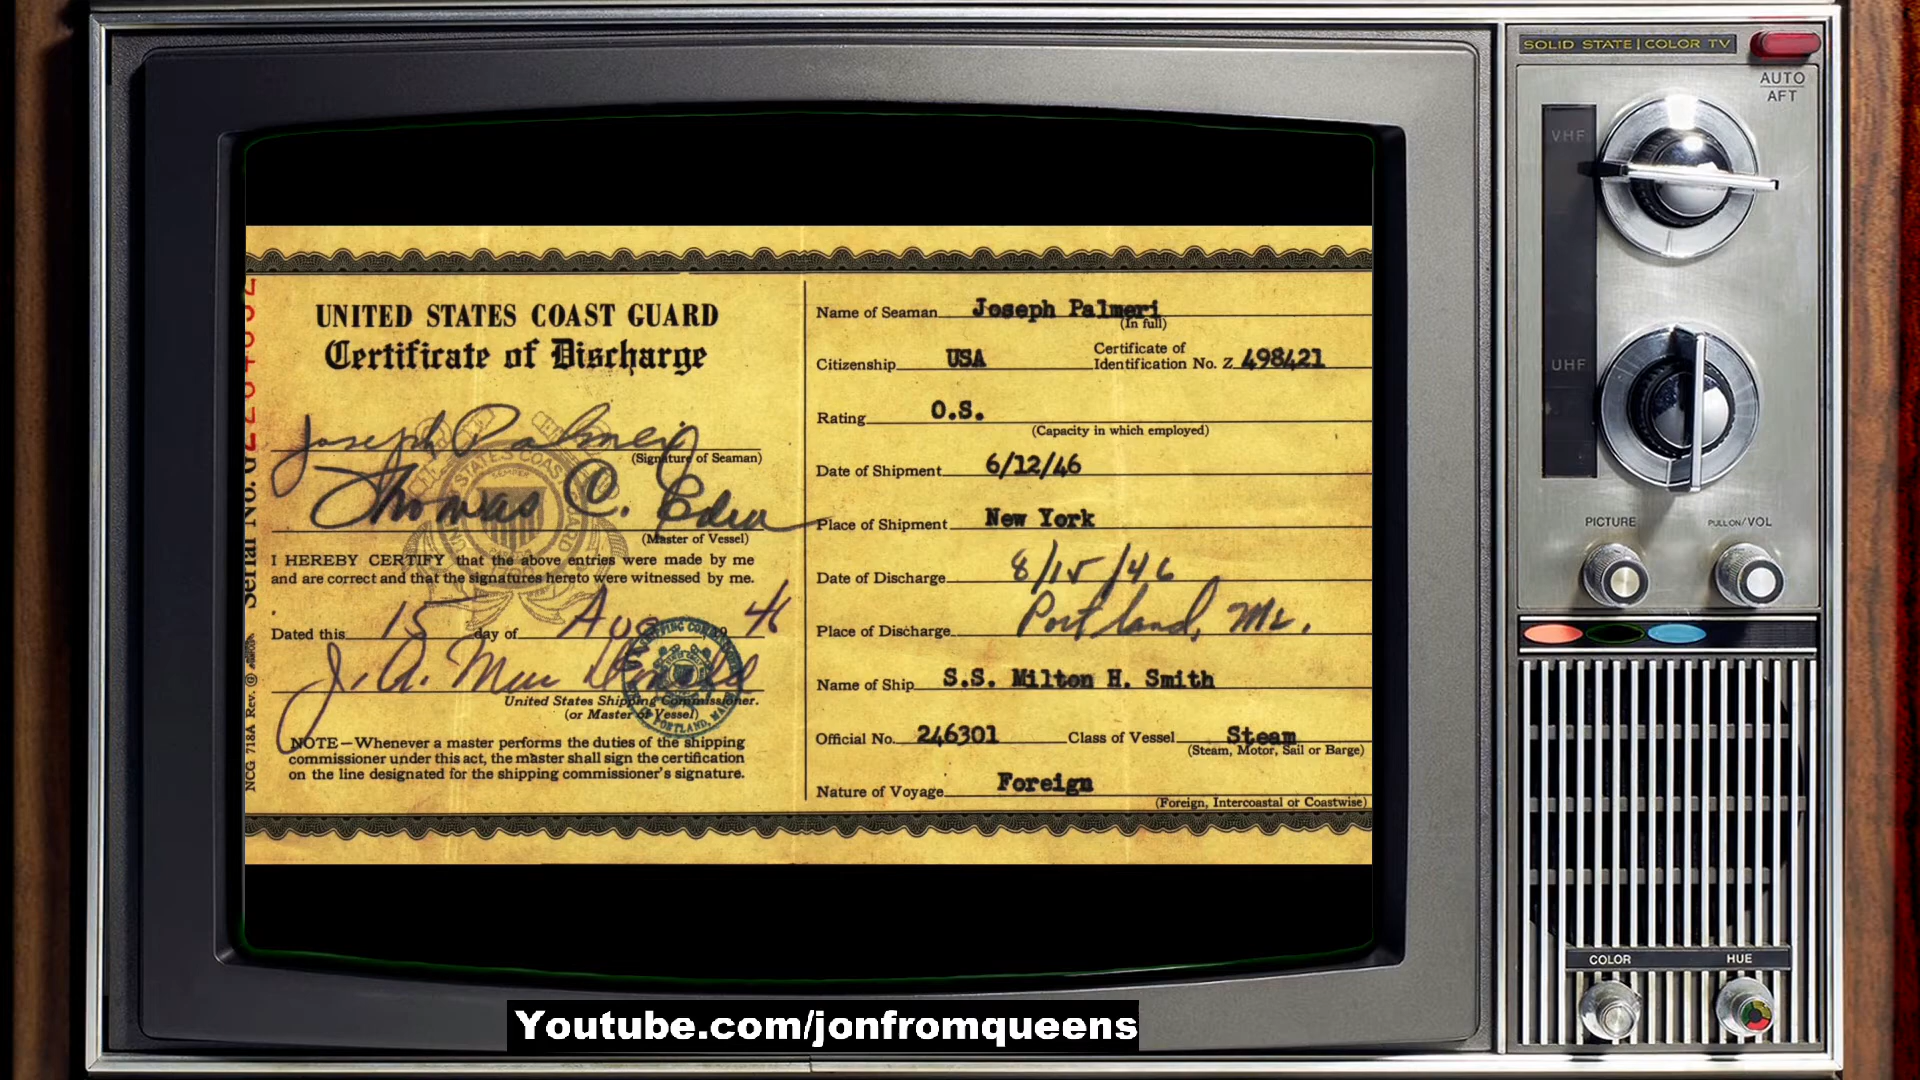 SOLID STATE | COLOR TV
AUTO
AFT
VHF
UHF
PICTURE
PULL ON/VOL
COLOR
HUE
UNITED STATES COAST GUARD
Certificate of Discharge
Joseph Palmeri
(Signature of Seaman)
Thomas C.
(Master of Vessel)
I HEREBY CERTIFY that the above entries were made by me
and are correct and that the signatures hereto were witnessed by me.
Dated this 15 day of Aug 1946
J. A. Mac Donald
United States Shipping Commissioner.
(or Master of Vessel)
NOTE—Whenever a master performs the duties of the shipping
commissioner under this act, the master shall sign the certification
on the line designated for the shipping commissioner's signature.
Serial No.
NCG 718A Rev.
Name of Seaman Joseph Palmeri
(In full)
Citizenship USA Certificate of
Identification No. Z 498421
Rating O.S.
(Capacity in which employed)
Date of Shipment 6/12/46
Place of Shipment New York
Date of Discharge 8/15/46
Place of Discharge Portland, Me.
Name of Ship S.S. Milton H. Smith
Official No. 246301 Class of Vessel Steam
(Steam, Motor, Sail or Barge)
Nature of Voyage Foreign
(Foreign, Intercoastal or Coastwise)
Youtube.com/jonfromqueens